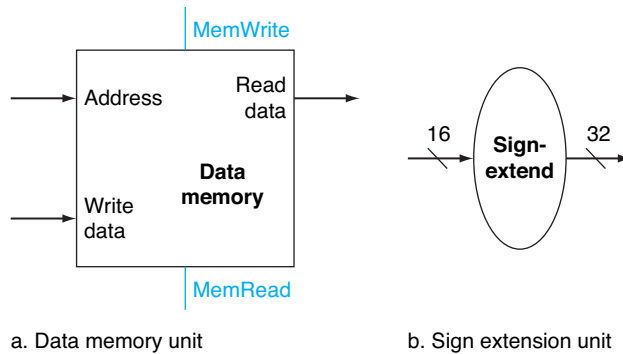 MemWrite
Address
Read
data
Data
memory
Write
data
MemRead
a. Data memory unit
16
Sign-
extend
32
b. Sign extension unit